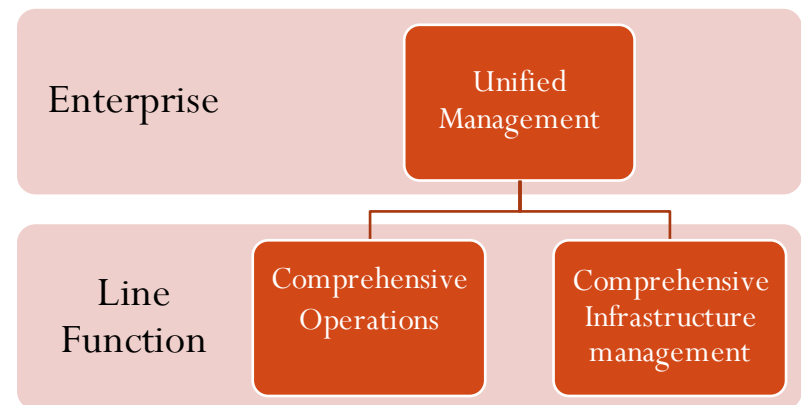 Enterprise
Unified
Management
Line
Function
Comprehensive
Operations
Comprehensive
Infrastructure
management